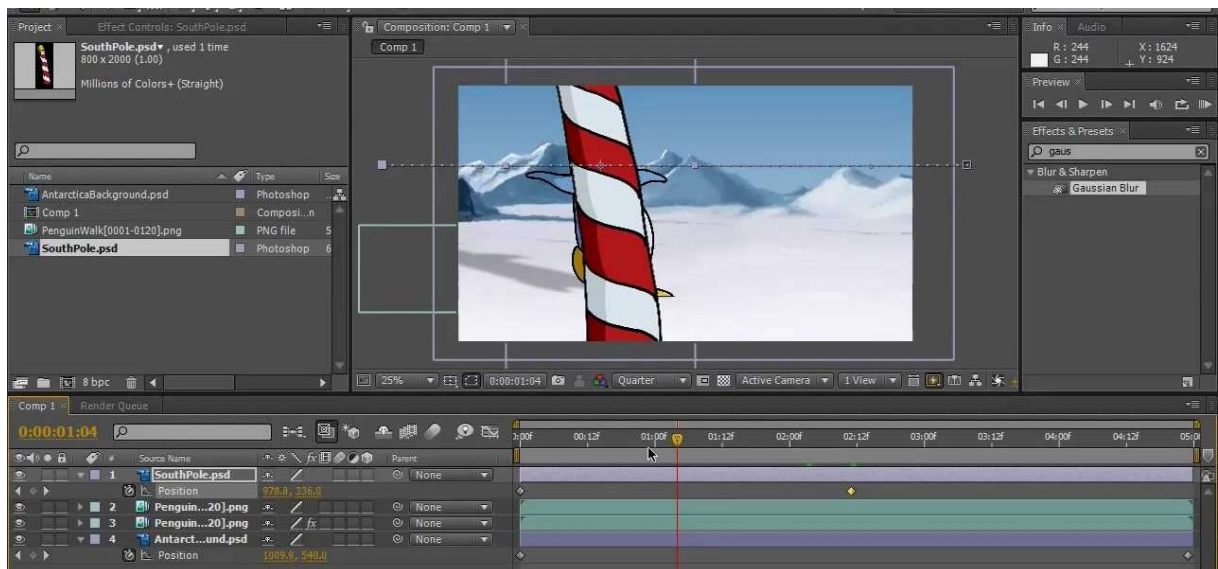 Project
Effect Controls: SouthPole.psd
SouthPole.psd , used 1 time
800 x 2000 (1.00)
Millions of Colors+ (Straight)
Name Type Size
AntarcticaBackground.psd Photoshop
Comp 1 Composi...n
PenguinWalk[0001-0120].png PNG file 5
SouthPole.psd Photoshop 6
8 bpc
Composition: Comp 1
Comp 1
25% 0:00:01:04 Quarter Active Camera 1 View
Info Audio
R : 244 X : 1624
G : 244 Y : 924
Preview
Effects & Presets
gaus
Blur & Sharpen
Gaussian Blur
Comp 1 Render Queue
0:00:01:04
# Source Name fx Parent
):00f 00:12f 01:00f 01:12f 02:00f 02:12f 03:00f 03:12f 04:00f 04:12f 05:0
1 SouthPole.psd None
Position 978.8, 336.0
2 Penguin...20].png None
3 Penguin...20].png fx None
4 Antarct...und.psd None
Position 1009.9, 540.0